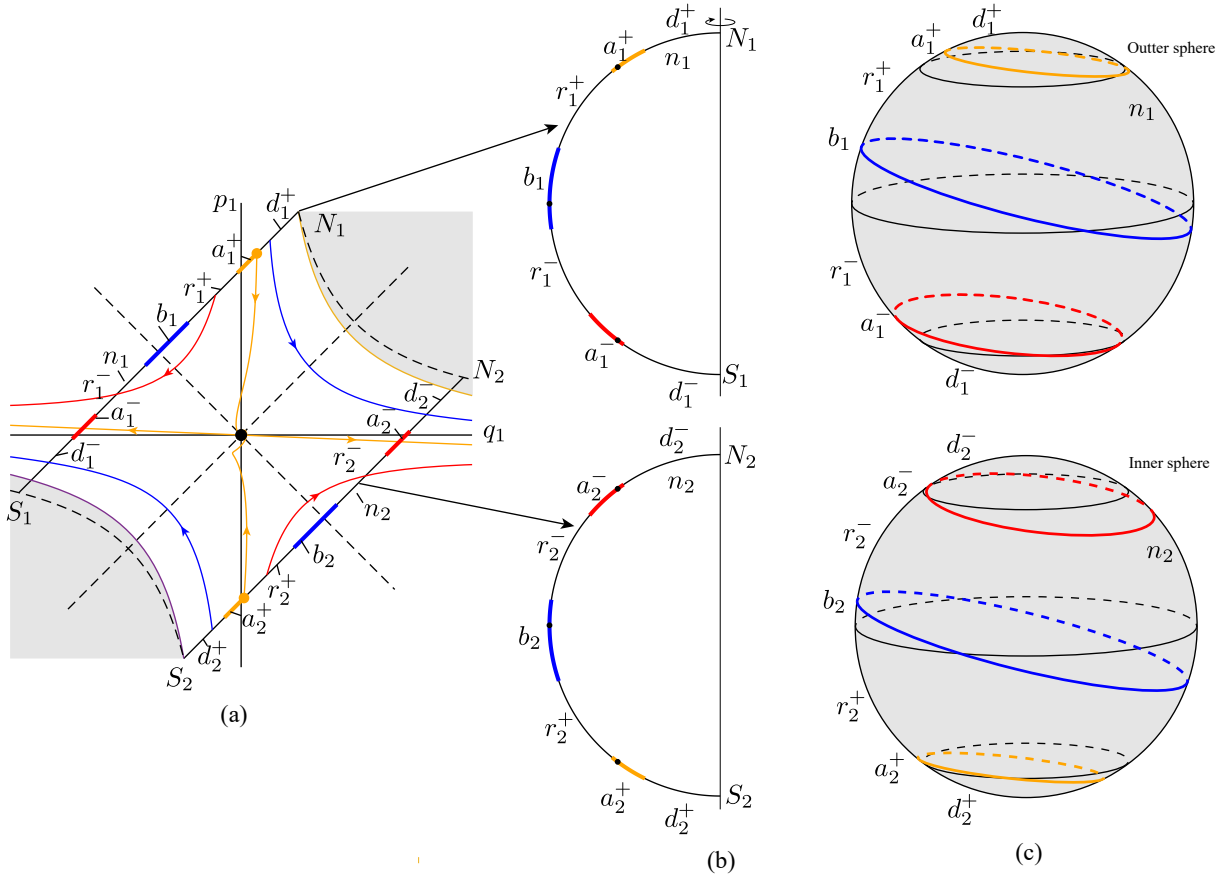 p₁
d₁⁺
N₁
a₁⁺
r₁⁺
b₁
n₁
r₁⁻
a₁⁻
d₁⁻
S₁
N₂
d₂⁻
a₂⁻
q₁
r₂⁻
n₂
b₂
r₂⁺
a₂⁺
d₂⁺
S₂
(a)
d₁⁺
N₁
a₁⁺
n₁
r₁⁺
b₁
r₁⁻
a₁⁻
S₁
d₁⁻
d₂⁻
N₂
n₂
a₂⁻
r₂⁻
b₂
r₂⁺
a₂⁺
S₂
d₂⁺
(b)
d₁⁺
a₁⁺
Outter sphere
r₁⁺
n₁
b₁
r₁⁻
a₁⁻
d₁⁻
d₂⁻
Inner sphere
a₂⁻
r₂⁻
n₂
b₂
r₂⁺
a₂⁺
d₂⁺
(c)